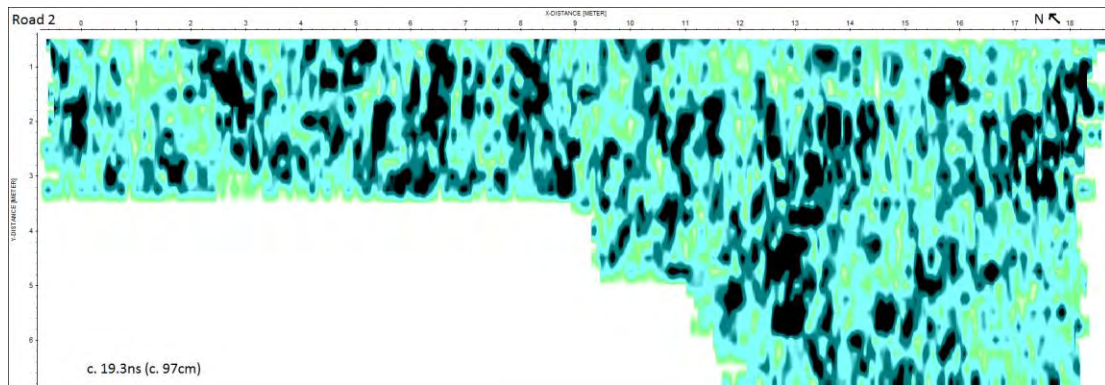 Road 2
X-DISTANCE [METER]
N
0 1 2 3 4 5 6 7 8 9 10 11 12 13 14 15 16 17 18
Y-DISTANCE [METER]
1
2
3
4
5
6
c. 19.3ns (c. 97cm)